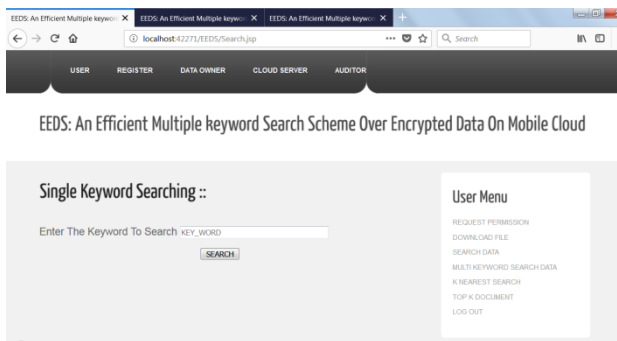 EEDS: An Efficient Multiple keywor
EEDS: An Efficient Multiple keywor
EEDS: An Efficient Multiple keywor
localhost:42271/EEDS/Search.jsp
Search
USER
REGISTER
DATA OWNER
CLOUD SERVER
AUDITOR
EEDS: An Efficient Multiple keyword Search Scheme Over Encrypted Data On Mobile Cloud
Single Keyword Searching ::
Enter The Keyword To Search KEY_WORD
SEARCH
User Menu
REQUEST PERMISSION
DOWNLOAD FILE
SEARCH DATA
MULTI KEYWORD SEARCH DATA
K NEAREST SEARCH
TOP K DOCUMENT
LOG OUT